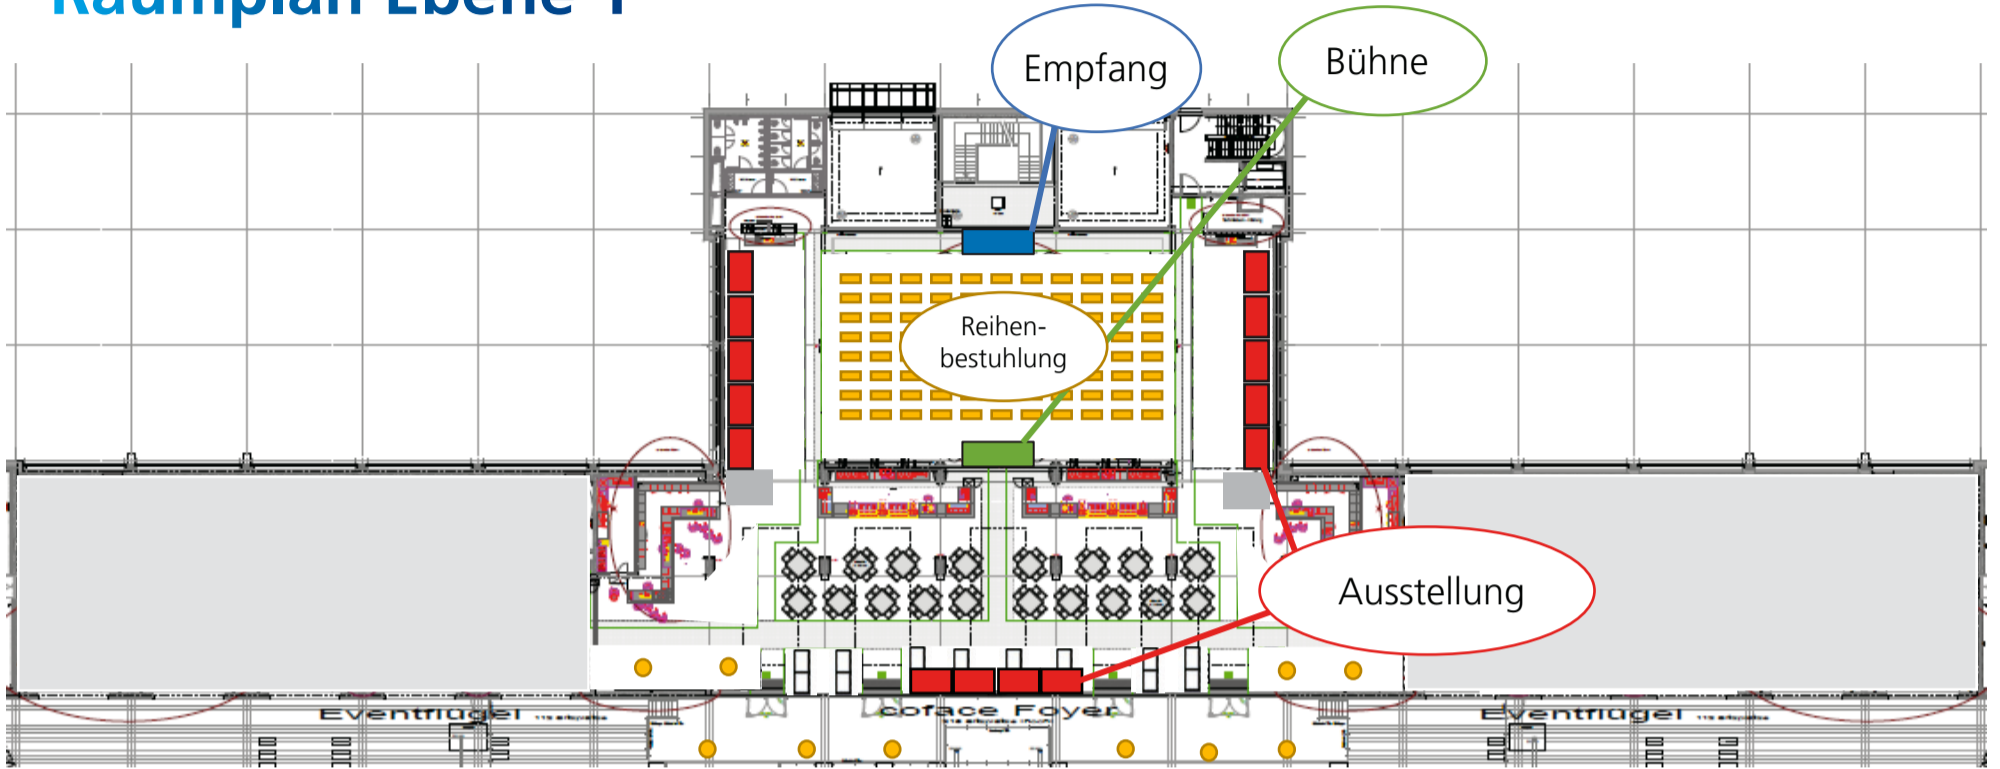 Raumplan Ebene 1
Empfang
Bühne
Reihen-
bestuhlung
Ausstellung
Eventflügel
coface Foyer
Eventflügel